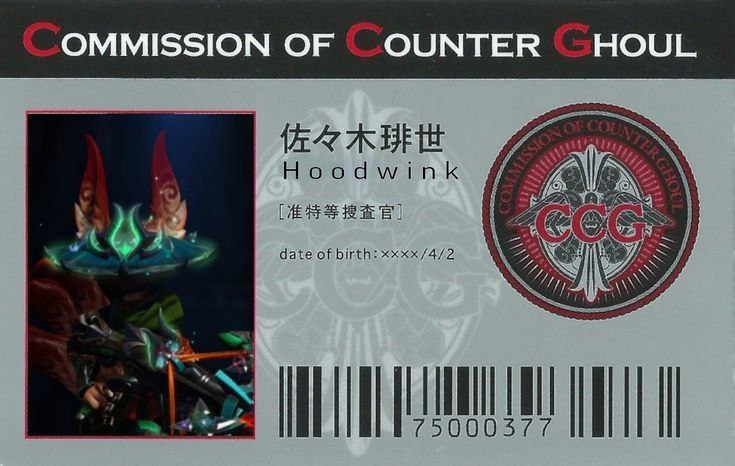 COMMISSION OF COUNTER GHOUL
佐々木琲世
Hoodwink
[准特等捜査官]
date of birth:××××/4/2
COMMISSION OF COUNTER GHOUL
CCG
CCG
75000377